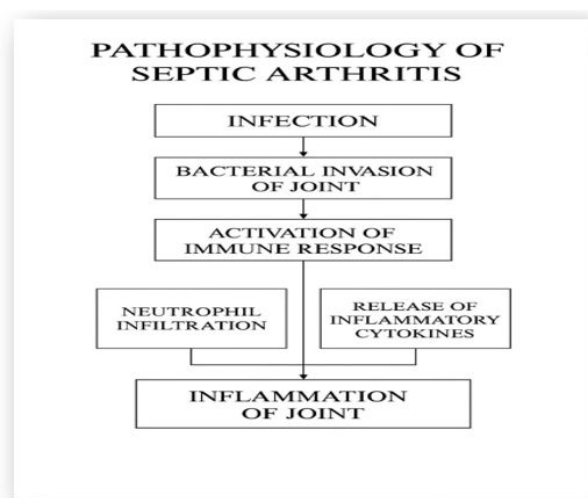 PATHOPHYSIOLOGY OF
SEPTIC ARTHRITIS
INFECTION
BACTERIAL INVASION
OF JOINT
ACTIVATION OF
IMMUNE RESPONSE
NEUTROPHIL
INFILTRATION
RELEASE OF
INFLAMMATORY
CYTOKINES
INFLAMMATION
OF JOINT